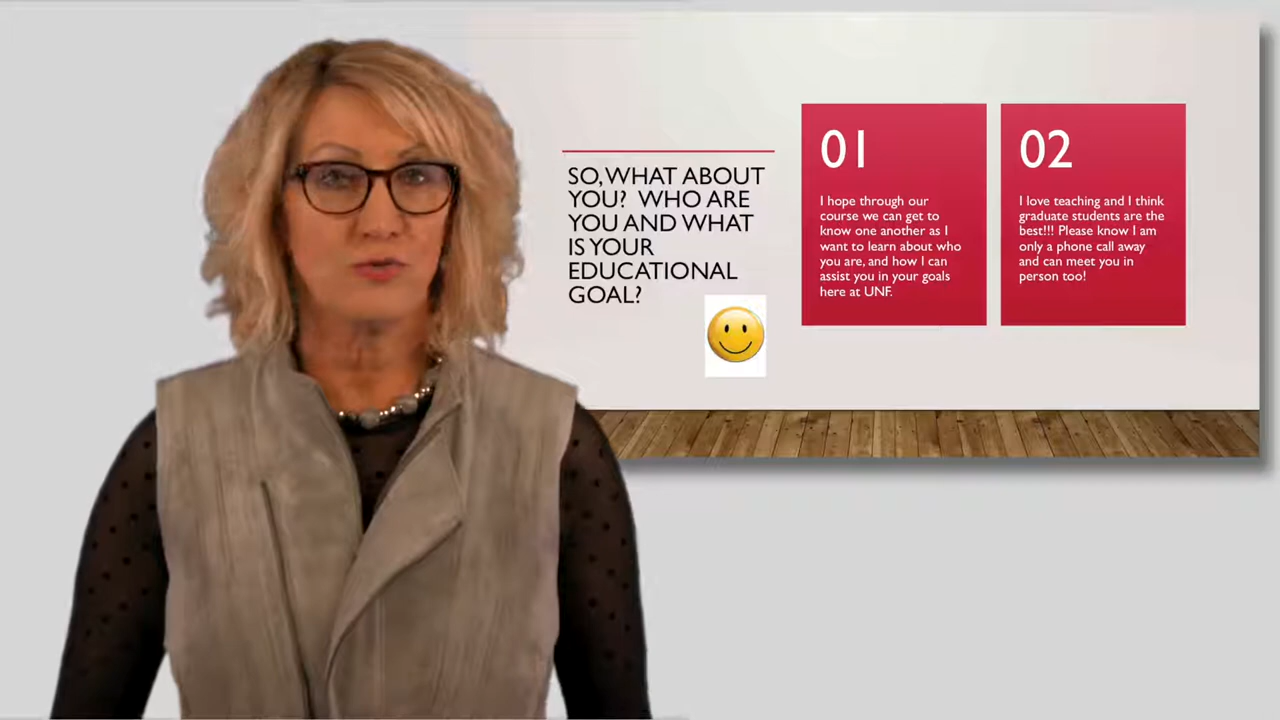 SO, WHAT ABOUT
YOU? WHO ARE
YOU AND WHAT
IS YOUR
EDUCATIONAL
GOAL?
01
I hope through our
course we can get to
know one another as I
want to learn about who
you are, and how I can
assist you in your goals
here at UNF.
02
I love teaching and I think
graduate students are the
best!!! Please know I am
only a phone call away
and can meet you in
person too!